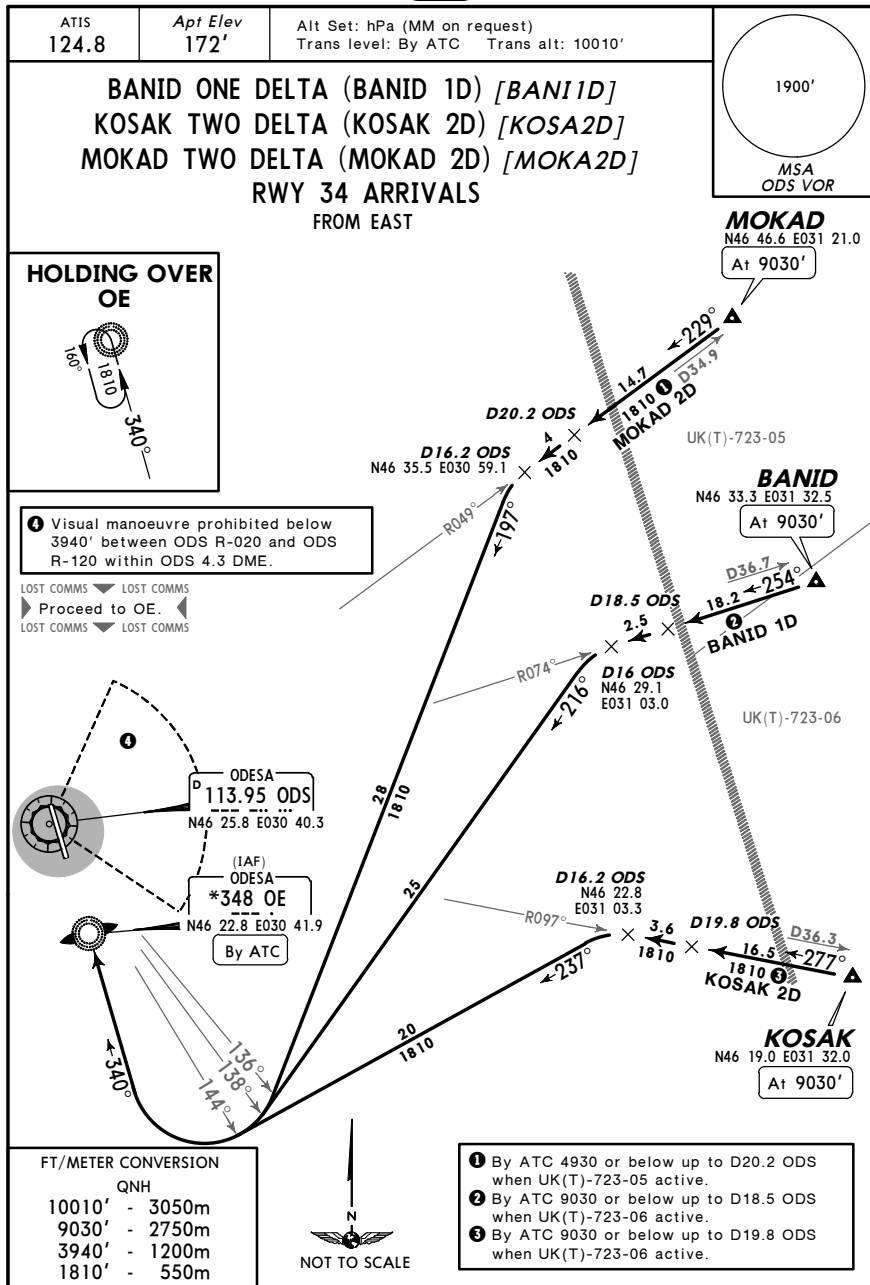 ATIS
124.8
Apt Elev
172'
Alt Set: hPa (MM on request)
Trans level: By ATC Trans alt: 10010'
1900'
MSA
ODS VOR
BANID ONE DELTA (BANID 1D) [BANI1D]
KOSAK TWO DELTA (KOSAK 2D) [KOSA2D]
MOKAD TWO DELTA (MOKAD 2D) [MOKA2D]
RWY 34 ARRIVALS
FROM EAST
MOKAD
N46 46.6 E031 21.0
At 9030'
HOLDING OVER
OE
160°
1810
340°
229°
D34.9
14.7
1810 1
MOKAD 2D
D20.2 ODS
4
1810
D16.2 ODS
N46 35.5 E030 59.1
R049°
197°
UK(T)-723-05
BANID
N46 33.3 E031 32.5
At 9030'
4 Visual manoeuvre prohibited below
3940' between ODS R-020 and ODS
R-120 within ODS 4.3 DME.
LOST COMMS LOST COMMS
Proceed to OE.
LOST COMMS LOST COMMS
D36.7
254°
18.2
2
BANID 1D
D18.5 ODS
2.5
D16 ODS
N46 29.1
E031 03.0
R074°
216°
UK(T)-723-06
4
ODESA
D 113.95 ODS
N46 25.8 E030 40.3
(IAF)
ODESA
*348 OE
N46 22.8 E030 41.9
By ATC
28
1810
25
D16.2 ODS
N46 22.8
E031 03.3
R097°
3.6
1810
D19.8 ODS
D36.3
277°
16.5
1810 3
KOSAK 2D
237°
20
1810
KOSAK
N46 19.0 E031 32.0
At 9030'
136°
138°
144°
340°
FT/METER CONVERSION
QNH
10010' - 3050m
9030' - 2750m
3940' - 1200m
1810' - 550m
N
NOT TO SCALE
1 By ATC 4930 or below up to D20.2 ODS
when UK(T)-723-05 active.
2 By ATC 9030 or below up to D18.5 ODS
when UK(T)-723-06 active.
3 By ATC 9030 or below up to D19.8 ODS
when UK(T)-723-06 active.